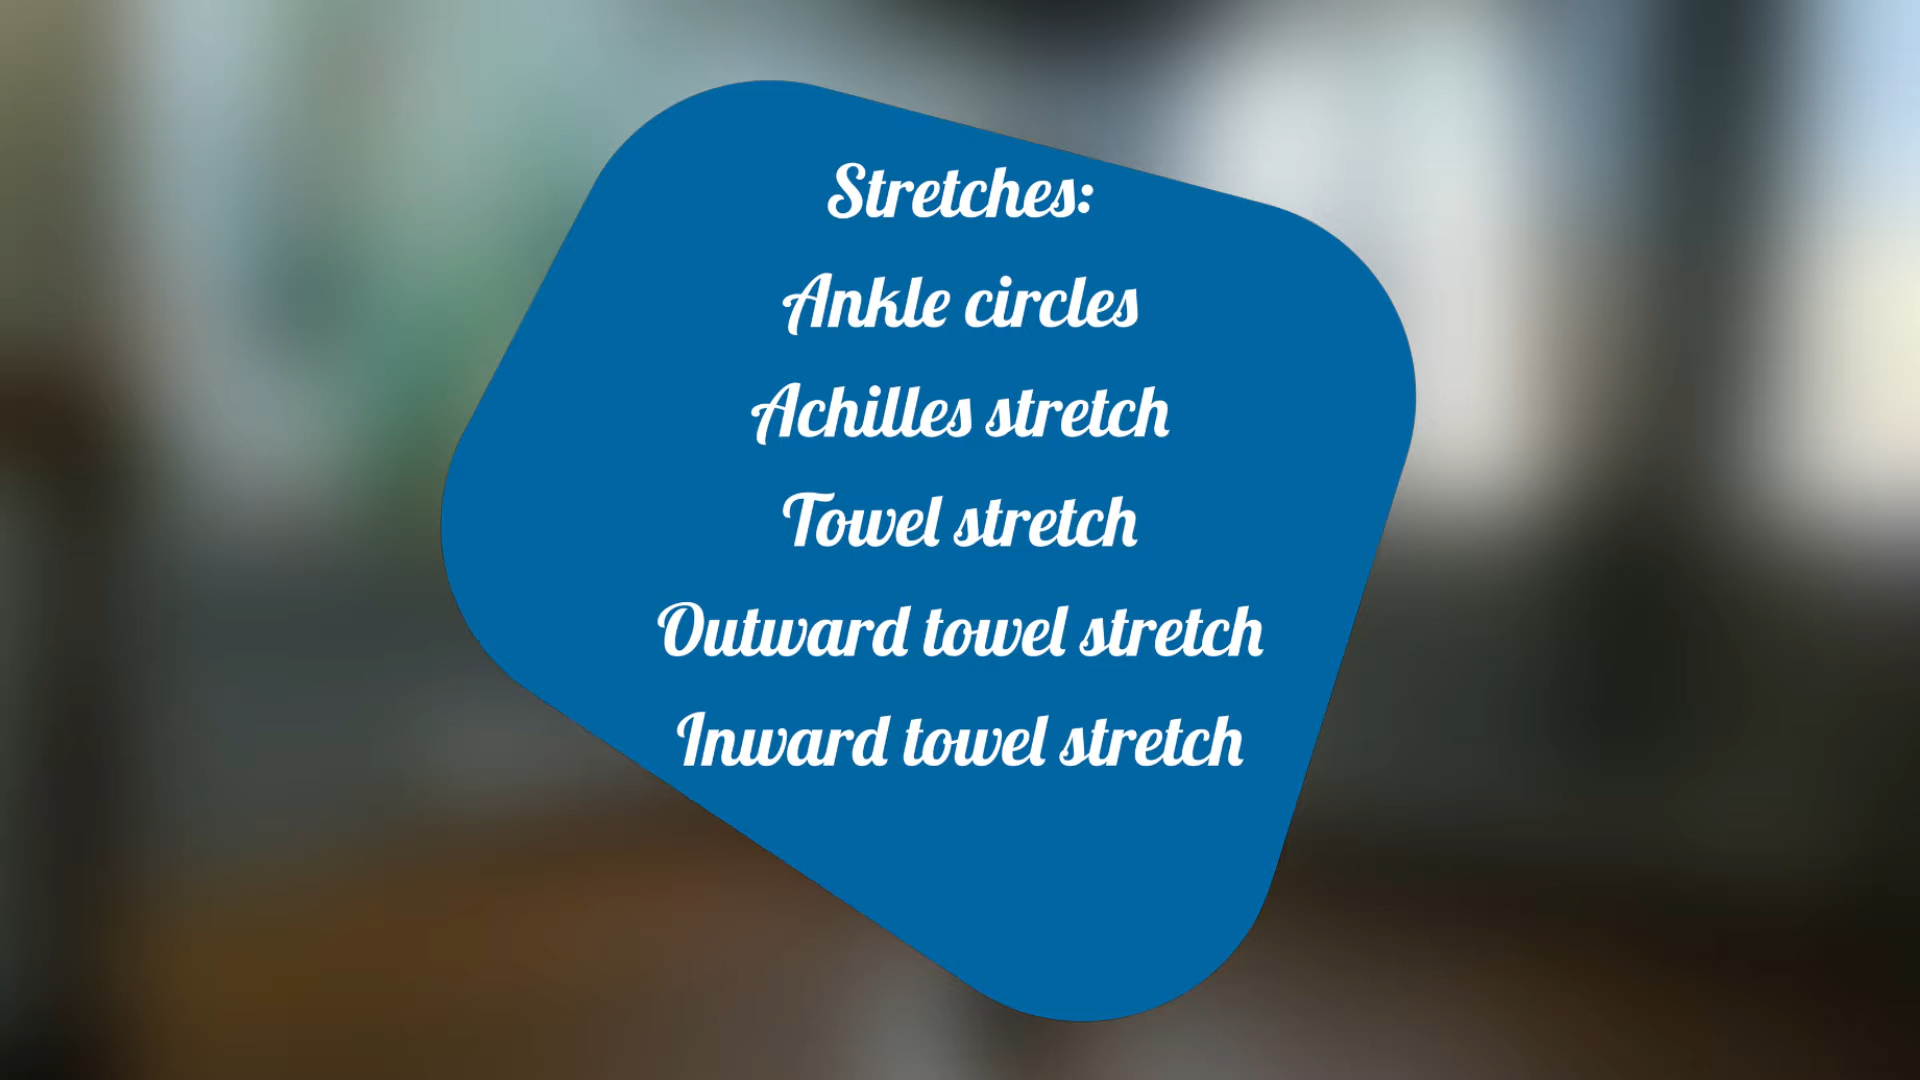 Stretches:
Ankle circles
Achilles stretch
Towel stretch
Outward towel stretch
Inward towel stretch